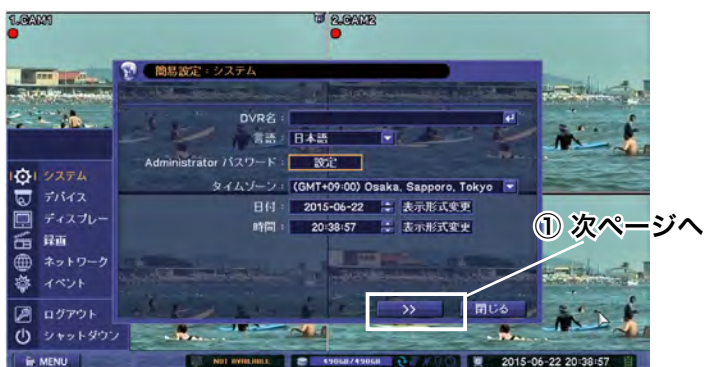 1.CAM1
2.CAM2
簡易設定：システム
DVR名：
言語： 日本語
Administrator パスワード： 設定
タイムゾーン： (GMT+09:00) Osaka, Sapporo, Tokyo
日付： 2015-06-22 表示形式変更
時間： 20:38:57 表示形式変更
① 次ページへ
>> 閉じる
システム
デバイス
ディスプレー
録画
ネットワーク
イベント
ログアウト
シャットダウン
MENU
NOT AVAILABLE
490GB/490GB
2015-06-22 20:38:57